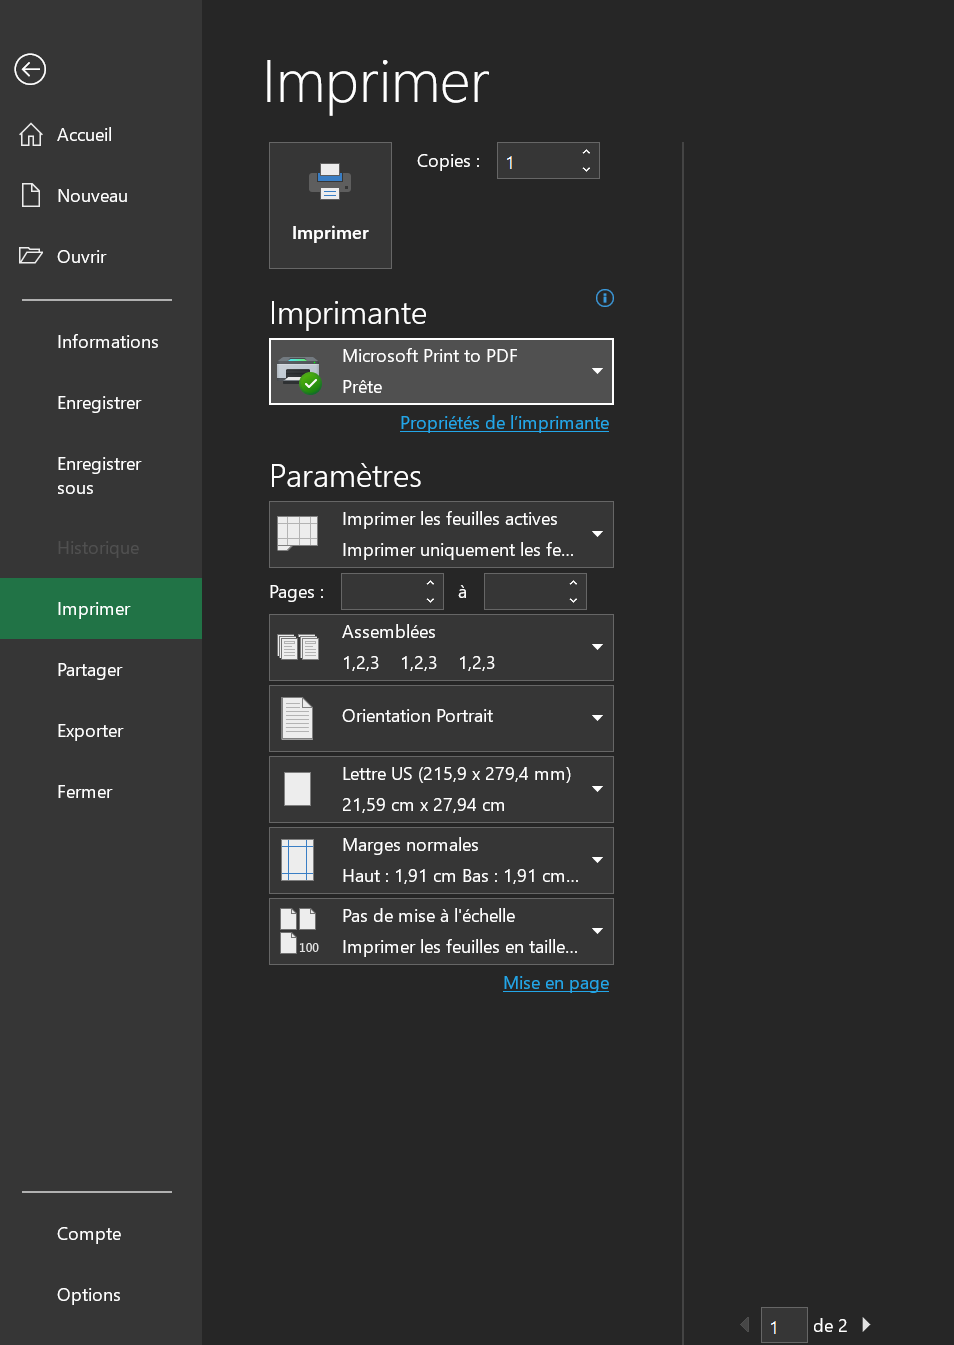 Imprimer
Accueil
Nouveau
Ouvrir
Informations
Enregistrer
Enregistrer
sous
Historique
Imprimer
Partager
Exporter
Fermer
Compte
Options
Imprimer
Copies : 1
Imprimante
Microsoft Print to PDF
Prête
Propriétés de l'imprimante
Paramètres
Imprimer les feuilles actives
Imprimer uniquement les fe...
Pages : à
Assemblées
1,2,3 1,2,3 1,2,3
Orientation Portrait
Lettre US (215,9 x 279,4 mm)
21,59 cm x 27,94 cm
Marges normales
Haut : 1,91 cm Bas : 1,91 cm...
Pas de mise à l'échelle
100 Imprimer les feuilles en taille...
Mise en page
1 de 2